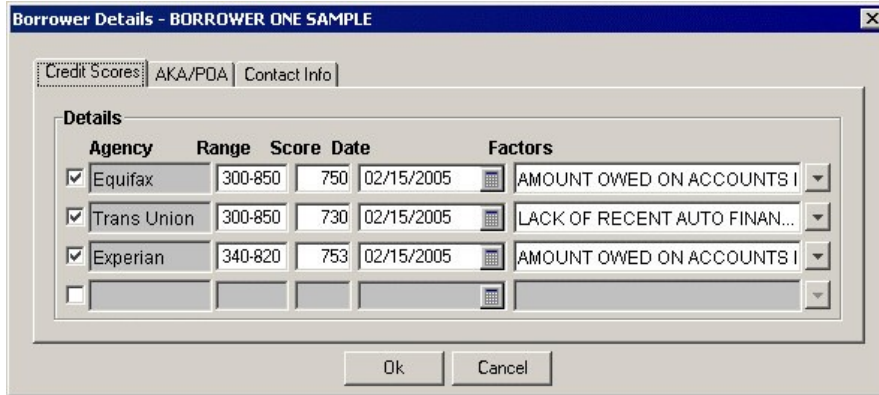 Borrower Details - BORROWER ONE SAMPLE
Credit Scores AKA/POA Contact Info
Details
Agency Range Score Date Factors
Equifax 300-850 750 02/15/2005 AMOUNT OWED ON ACCOUNTS I
Trans Union 300-850 730 02/15/2005 LACK OF RECENT AUTO FINAN...
Experian 340-820 753 02/15/2005 AMOUNT OWED ON ACCOUNTS I
Ok Cancel